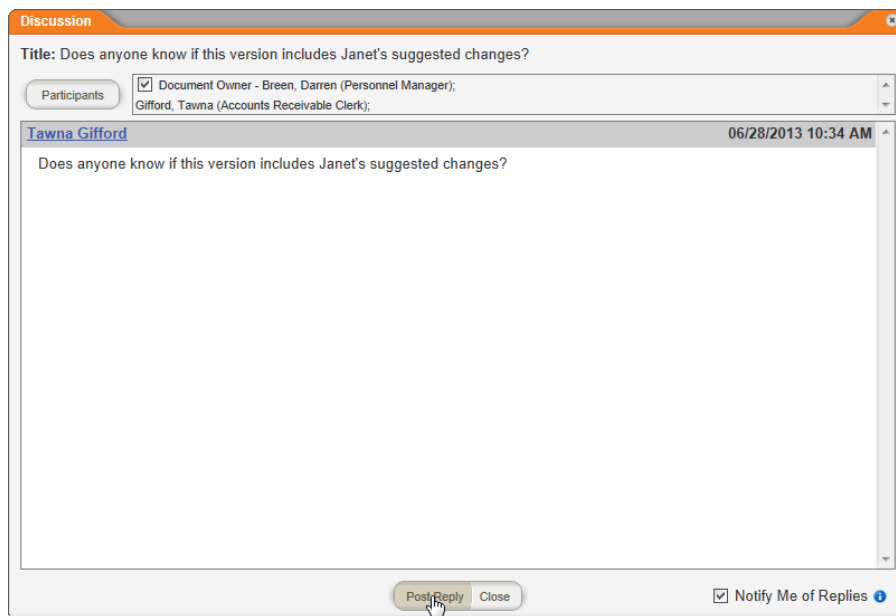 Discussion
Title: Does anyone know if this version includes Janet's suggested changes?
Participants
Document Owner - Breen, Darren (Personnel Manager);
Gifford, Tawna (Accounts Receivable Clerk);
Tawna Gifford 06/28/2013 10:34 AM
Does anyone know if this version includes Janet's suggested changes?
Post Reply Close Notify Me of Replies